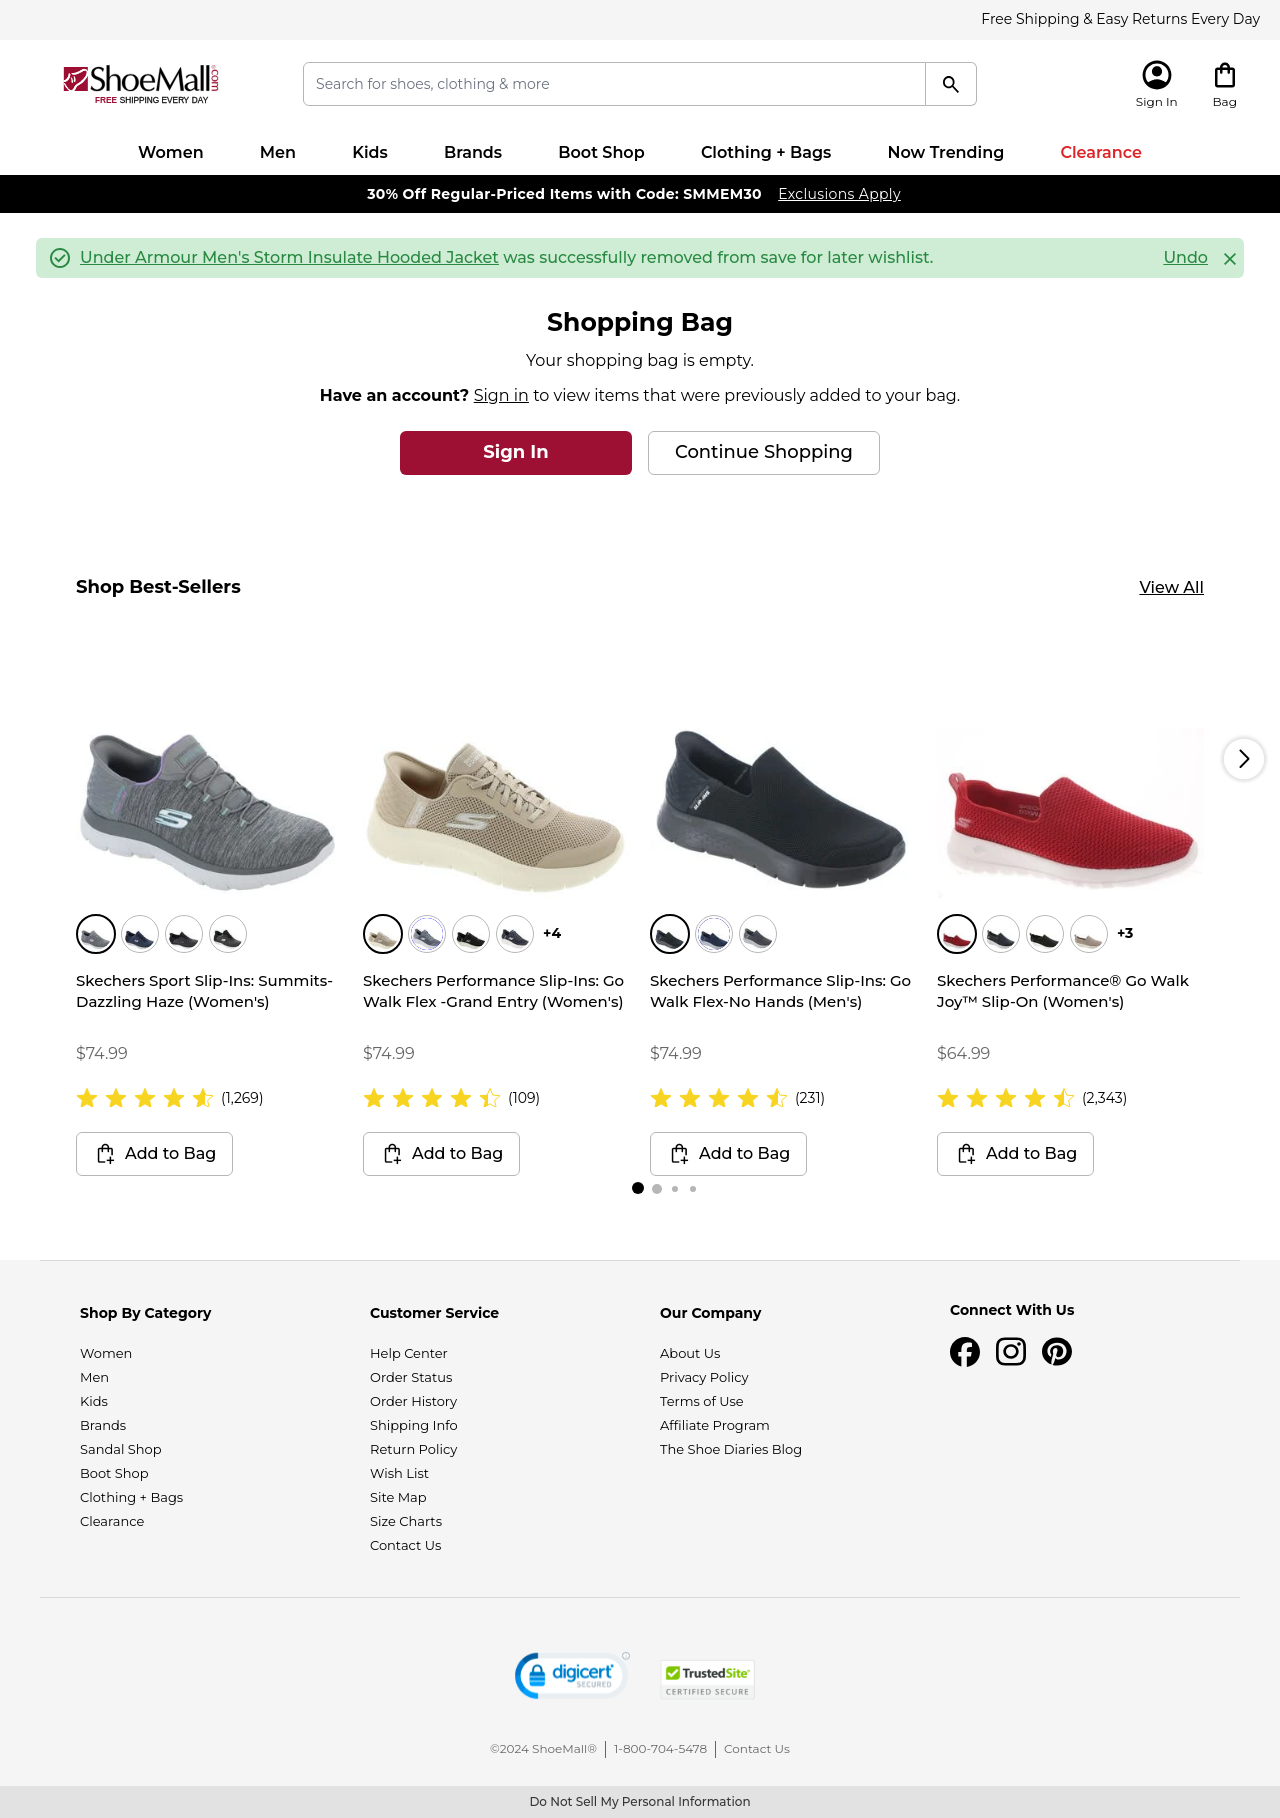 Free Shipping & Easy Returns Every Day
ShoeMall.com
FREE SHIPPING EVERY DAY
Search for shoes, clothing & more
Sign In
Bag
Women
Men
Kids
Brands
Boot Shop
Clothing + Bags
Now Trending
Clearance
30% Off Regular-Priced Items with Code: SMMEM30 Exclusions Apply
Under Armour Men's Storm Insulate Hooded Jacket was successfully removed from save for later wishlist.
Undo
Shopping Bag
Your shopping bag is empty.
Have an account? Sign in to view items that were previously added to your bag.
Sign In
Continue Shopping
Shop Best-Sellers
View All
Skechers Sport Slip-Ins: Summits-
Dazzling Haze (Women's)
$74.99
(1,269)
Add to Bag
+4
Skechers Performance Slip-Ins: Go
Walk Flex -Grand Entry (Women's)
$74.99
(109)
Add to Bag
Skechers Performance Slip-Ins: Go
Walk Flex-No Hands (Men's)
$74.99
(231)
Add to Bag
+3
Skechers Performance® Go Walk
Joy™ Slip-On (Women's)
$64.99
(2,343)
Add to Bag
Shop By Category
Women
Men
Kids
Brands
Sandal Shop
Boot Shop
Clothing + Bags
Clearance
Customer Service
Help Center
Order Status
Order History
Shipping Info
Return Policy
Wish List
Site Map
Size Charts
Contact Us
Our Company
About Us
Privacy Policy
Terms of Use
Affiliate Program
The Shoe Diaries Blog
Connect With Us
digicert
SECURED
TrustedSite
CERTIFIED SECURE
©2024 ShoeMall®
1-800-704-5478
Contact Us
Do Not Sell My Personal Information